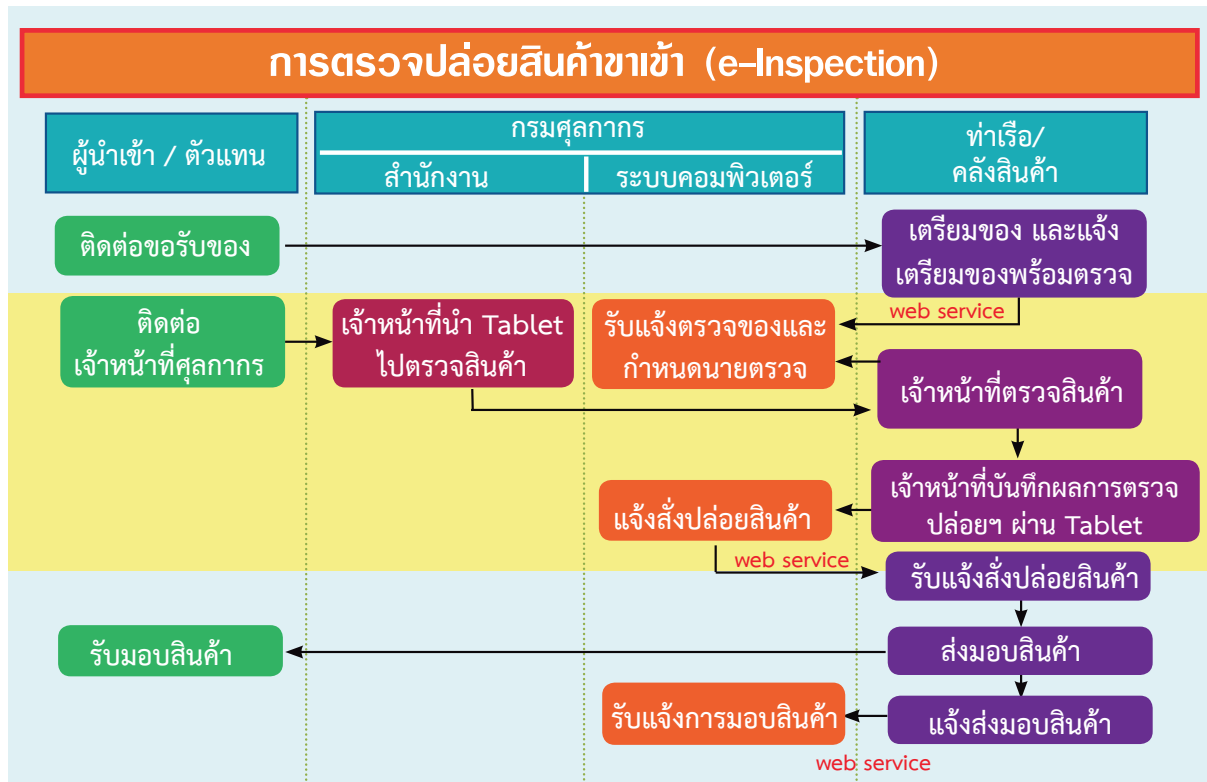 การตรวจปล่อยสินค้าขาเข้า (e-Inspection)
ผู้นำเข้า / ตัวแทน
กรมศุลกากร
สำนักงาน
ระบบคอมพิวเตอร์
ท่าเรือ/
คลังสินค้า
ติดต่อขอรับของ
เตรียมของ และแจ้ง
เตรียมของพร้อมตรวจ
web service
ติดต่อ
เจ้าหน้าที่ศุลกากร
เจ้าหน้าที่นำ Tablet
ไปตรวจสินค้า
รับแจ้งตรวจของและ
กำหนดนายตรวจ
เจ้าหน้าที่ตรวจสินค้า
เจ้าหน้าที่บันทึกผลการตรวจ
ปล่อยฯ ผ่าน Tablet
แจ้งสั่งปล่อยสินค้า
web service
รับแจ้งสั่งปล่อยสินค้า
รับมอบสินค้า
ส่งมอบสินค้า
รับแจ้งการมอบสินค้า
แจ้งส่งมอบสินค้า
web service